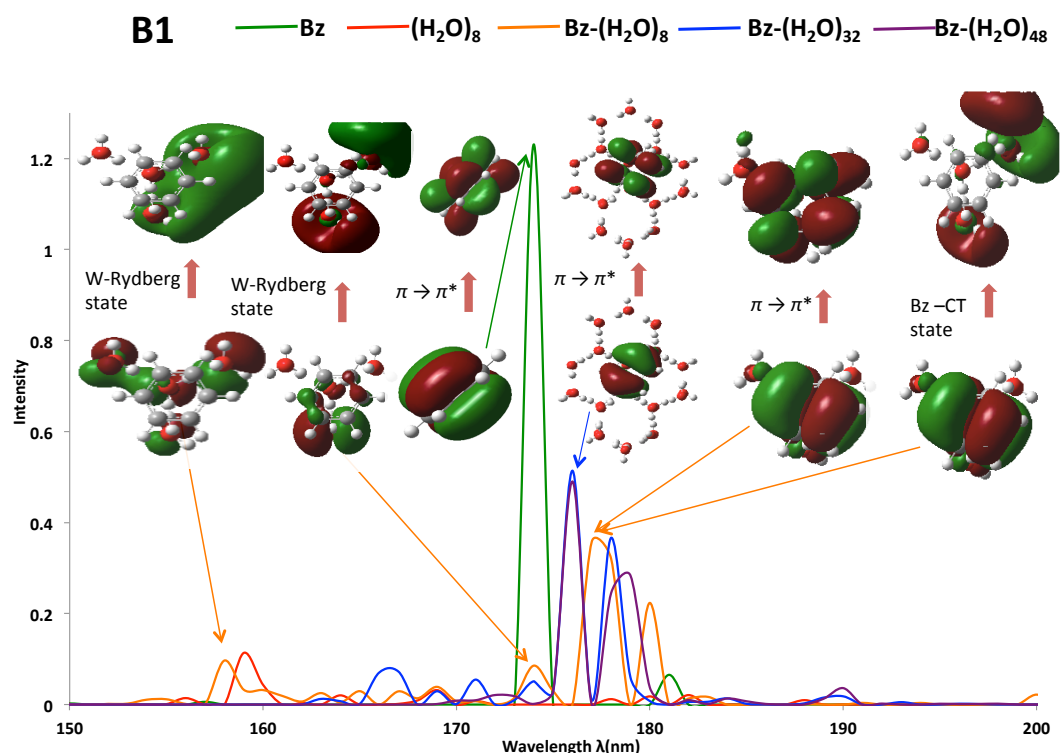 B1
Bz
(H₂O)₈
Bz-(H₂O)₈
Bz-(H₂O)₃₂
Bz-(H₂O)₄₈
W-Rydberg
state
W-Rydberg
state
π → π*
π → π*
π → π*
Bz –CT
state
Intensity
1.2
1
0.8
0.6
0.4
0.2
0
150
160
170
180
190
200
Wavelength λ(nm)